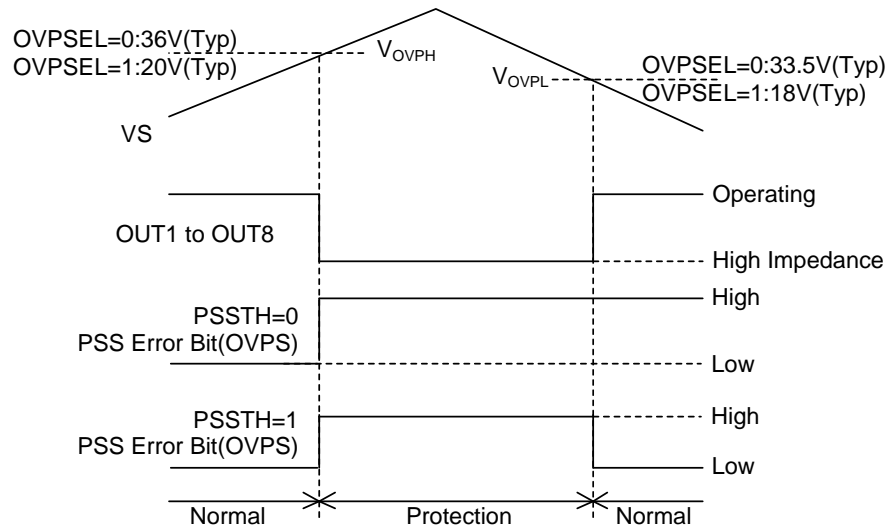 OVPSEL=0:36V(Typ)
OVPSEL=1:20V(Typ)
VOVPH
VOVPL
OVPSEL=0:33.5V(Typ)
OVPSEL=1:18V(Typ)
VS
Operating
OUT1 to OUT8
High Impedance
High
PSSTH=0
PSS Error Bit(OVPS)
Low
High
PSSTH=1
PSS Error Bit(OVPS)
Low
Normal
Protection
Normal